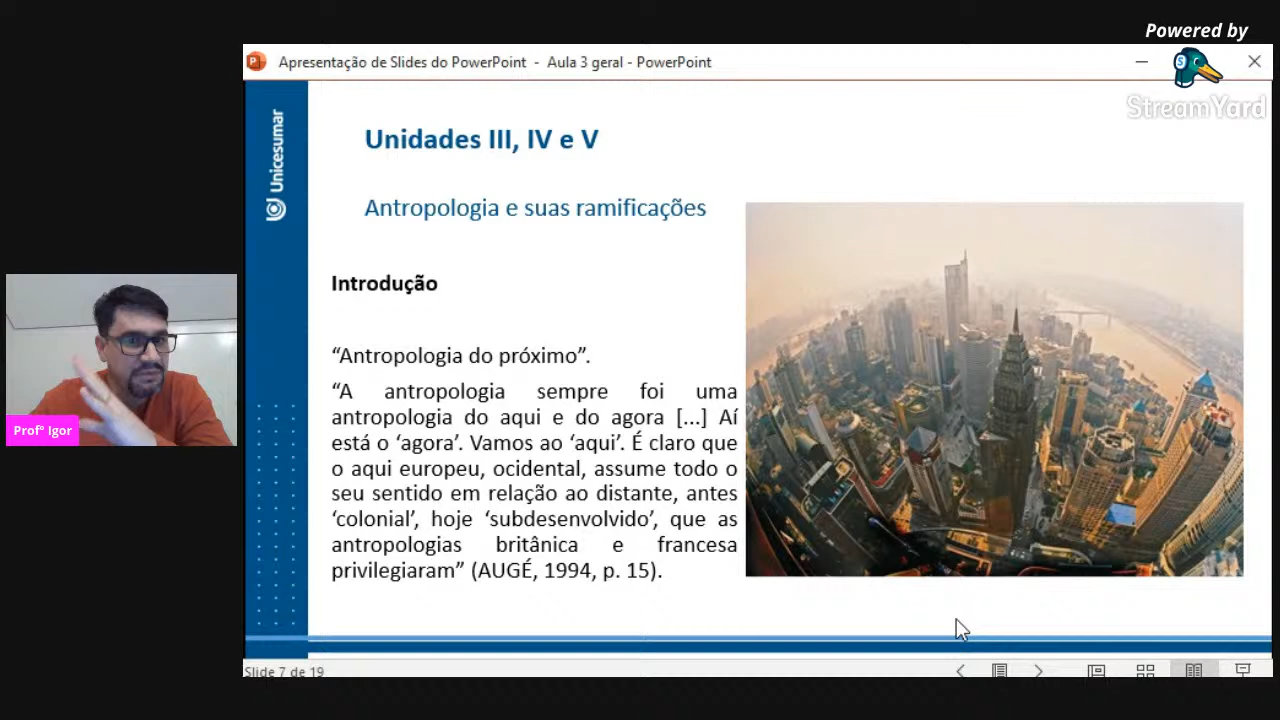 Powered by
StreamYard
Apresentação de Slides do PowerPoint - Aula 3 geral - PowerPoint
Unicesumar
Unidades III, IV e V
Antropologia e suas ramificações
Introdução
“Antropologia do próximo”.
“A antropologia sempre foi uma
antropologia do aqui e do agora [...] Aí
está o ‘agora’. Vamos ao ‘aqui’. É claro que
o aqui europeu, ocidental, assume todo o
seu sentido em relação ao distante, antes
‘colonial’, hoje ‘subdesenvolvido’, que as
antropologias britânica e francesa
privilegiaram” (AUGÉ, 1994, p. 15).
Profº Igor
Slide 7 de 19